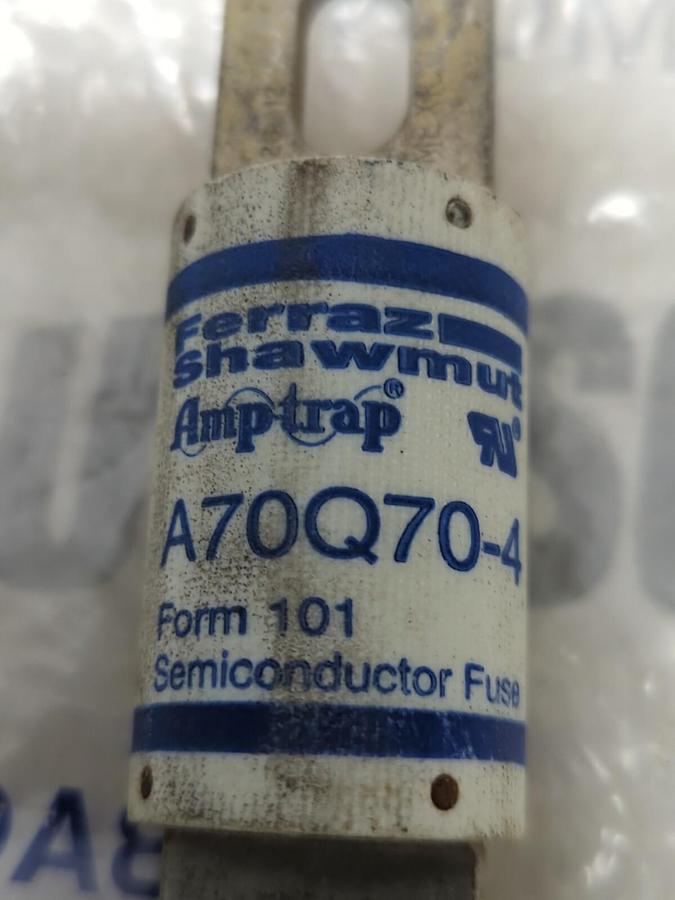 Ferraz
Shawmut
Amp-trap®
A70Q70-4
Form 101
Semiconductor Fuse